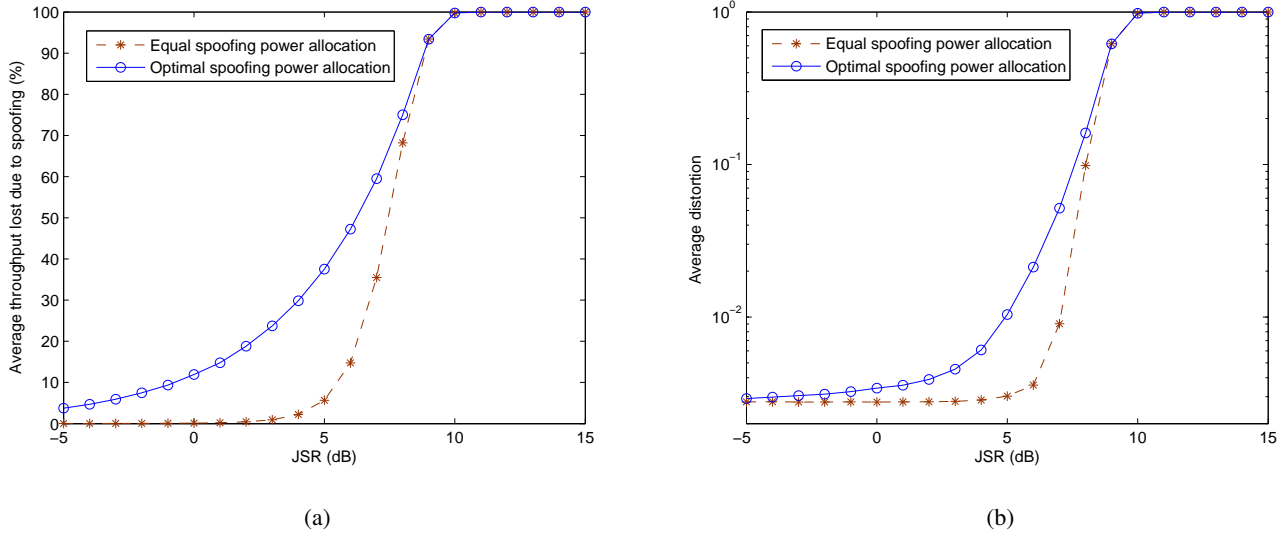 Average throughput lost due to spoofing (%)
100
90
80
70
60
50
40
30
20
10
0
Equal spoofing power allocation
Optimal spoofing power allocation
-5
0
5
10
15
JSR (dB)
(a)
Average distortion
10^0
10^-1
10^-2
Equal spoofing power allocation
Optimal spoofing power allocation
-5
0
5
10
15
JSR (dB)
(b)